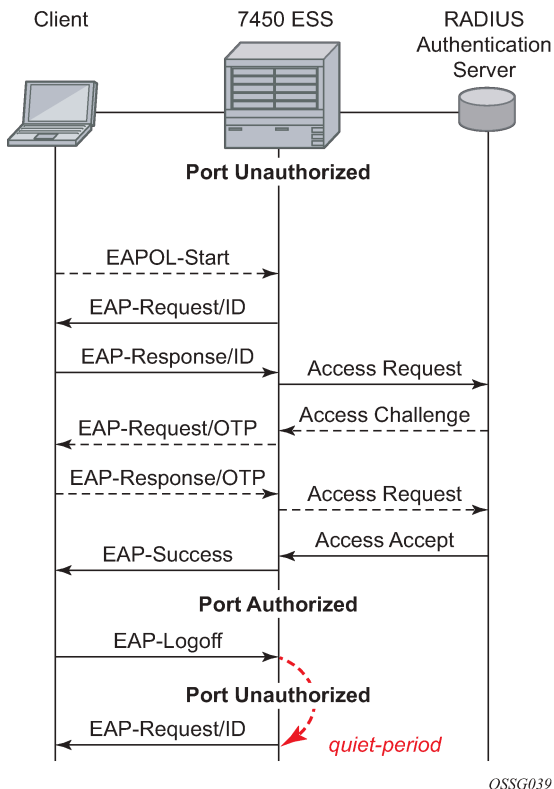 Client
7450 ESS
RADIUS
Authentication
Server
Port Unauthorized
EAPOL-Start
EAP-Request/ID
EAP-Response/ID
Access Request
Access Challenge
EAP-Request/OTP
EAP-Response/OTP
Access Request
Access Accept
EAP-Success
Port Authorized
EAP-Logoff
Port Unauthorized
EAP-Request/ID
quiet-period
OSSG039